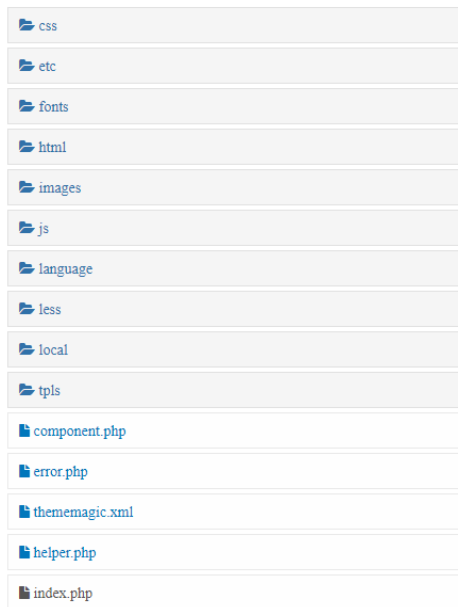 css
etc
fonts
html
images
js
language
less
local
tpls
component.php
error.php
thememagic.xml
helper.php
index.php